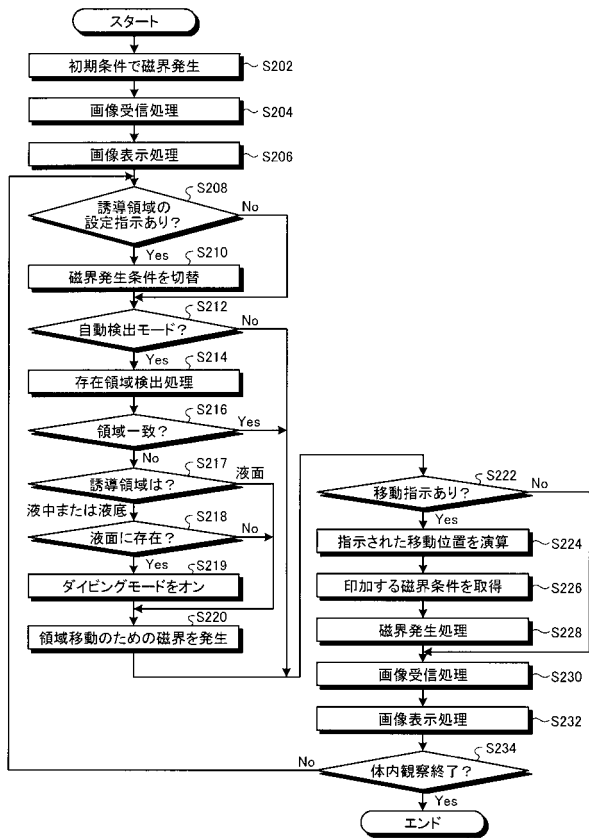 スタート
初期条件で磁界発生
S202
画像受信処理
S204
画像表示処理
S206
S208
誘導領域の
設定指示あり?
No
Yes
S210
磁界発生条件を切替
S212
自動検出モード?
No
Yes
S214
存在領域検出処理
S216
領域一致?
Yes
No
S217
誘導領域は?
液面
液中または液底
S218
液面に存在?
No
Yes
S219
ダイビングモードをオン
S220
領域移動のための磁界を発生
S222
移動指示あり?
No
Yes
指示された移動位置を演算
S224
印加する磁界条件を取得
S226
磁界発生処理
S228
画像受信処理
S230
画像表示処理
S232
S234
体内観察終了?
No
Yes
エンド